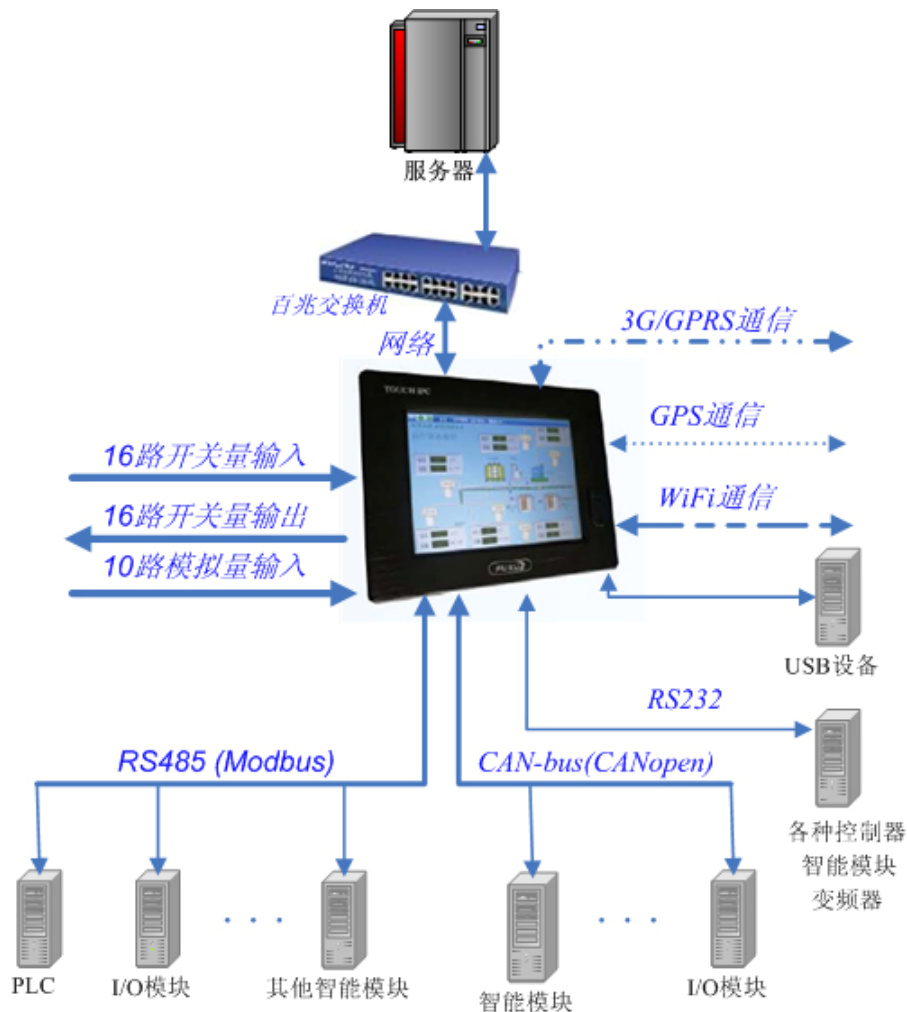 服务器
百兆交换机
网络
3G/GPRS通信
TOUCH IPC
GPS通信
16路开关量输入
WiFi通信
16路开关量输出
10路模拟量输入
USB设备
RS232
RS485 (Modbus)
CAN-bus(CANopen)
各种控制器
智能模块
变频器
PLC
I/O模块
· · ·
其他智能模块
智能模块
· · ·
I/O模块